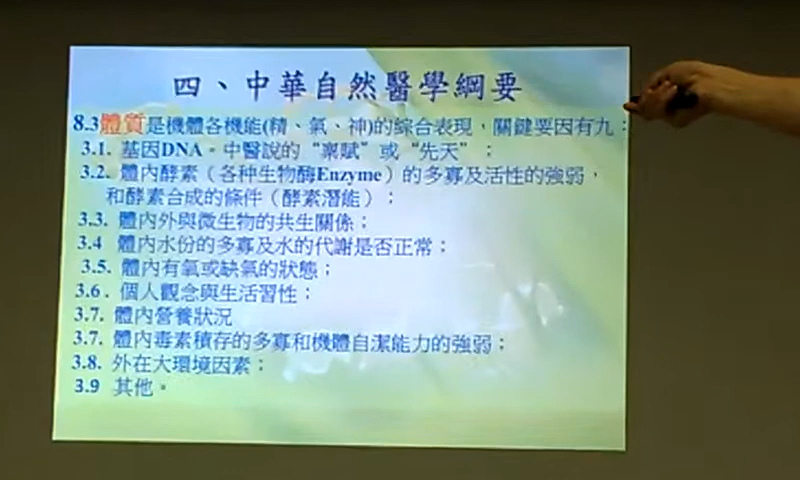 四、中華自然醫學綱要
8.3體質是機體各機能(精、氣、神)的綜合表現，關鍵要因有九：
3.1. 基因DNA。中醫說的“稟賦”或“先天”；
3.2. 體內酵素（各种生物酶Enzyme）的多寡及活性的強弱，
和酵素合成的條件（酵素潛能）；
3.3. 體內外與微生物的共生關係；
3.4 體內水份的多寡及水的代謝是否正常；
3.5. 體內有氧或缺氧的狀態；
3.6. 個人觀念與生活習性；
3.7. 體內營養狀況
3.7. 體內毒素積存的多寡和機體自潔能力的強弱；
3.8. 外在大環境因素；
3.9 其他。